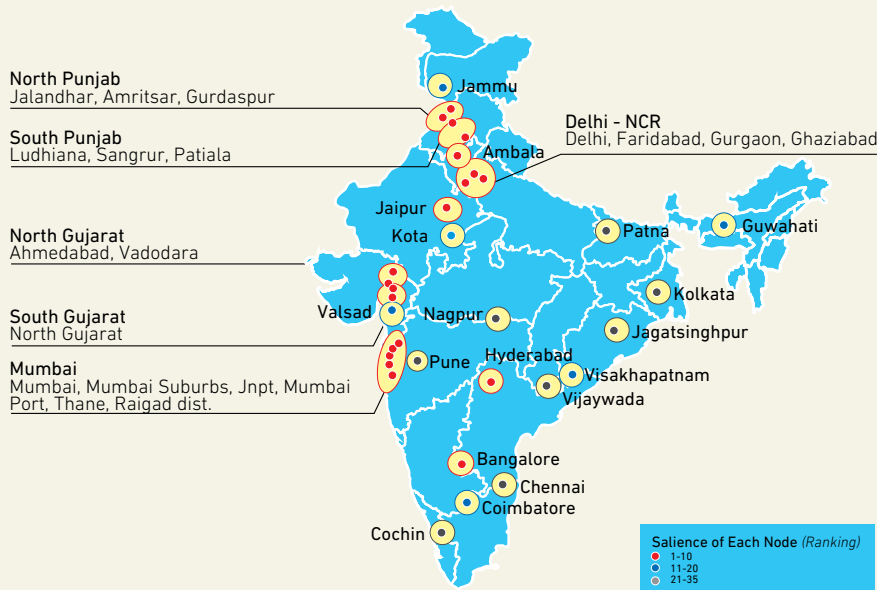 North Punjab
Jalandhar, Amritsar, Gurdaspur
South Punjab
Ludhiana, Sangrur, Patiala
North Gujarat
Ahmedabad, Vadodara
South Gujarat
North Gujarat
Mumbai
Mumbai, Mumbai Suburbs, Jnpt, Mumbai
Port, Thane, Raigad dist.
Delhi - NCR
Delhi, Faridabad, Gurgaon, Ghaziabad
Jammu
Ambala
Jaipur
Kota
Patna
Guwahati
Valsad
Nagpur
Kolkata
Jagatsinghpur
Pune
Hyderabad
Visakhapatnam
Vijaywada
Bangalore
Chennai
Coimbatore
Cochin
Salience of Each Node (Ranking)
1-10
11-20
21-35